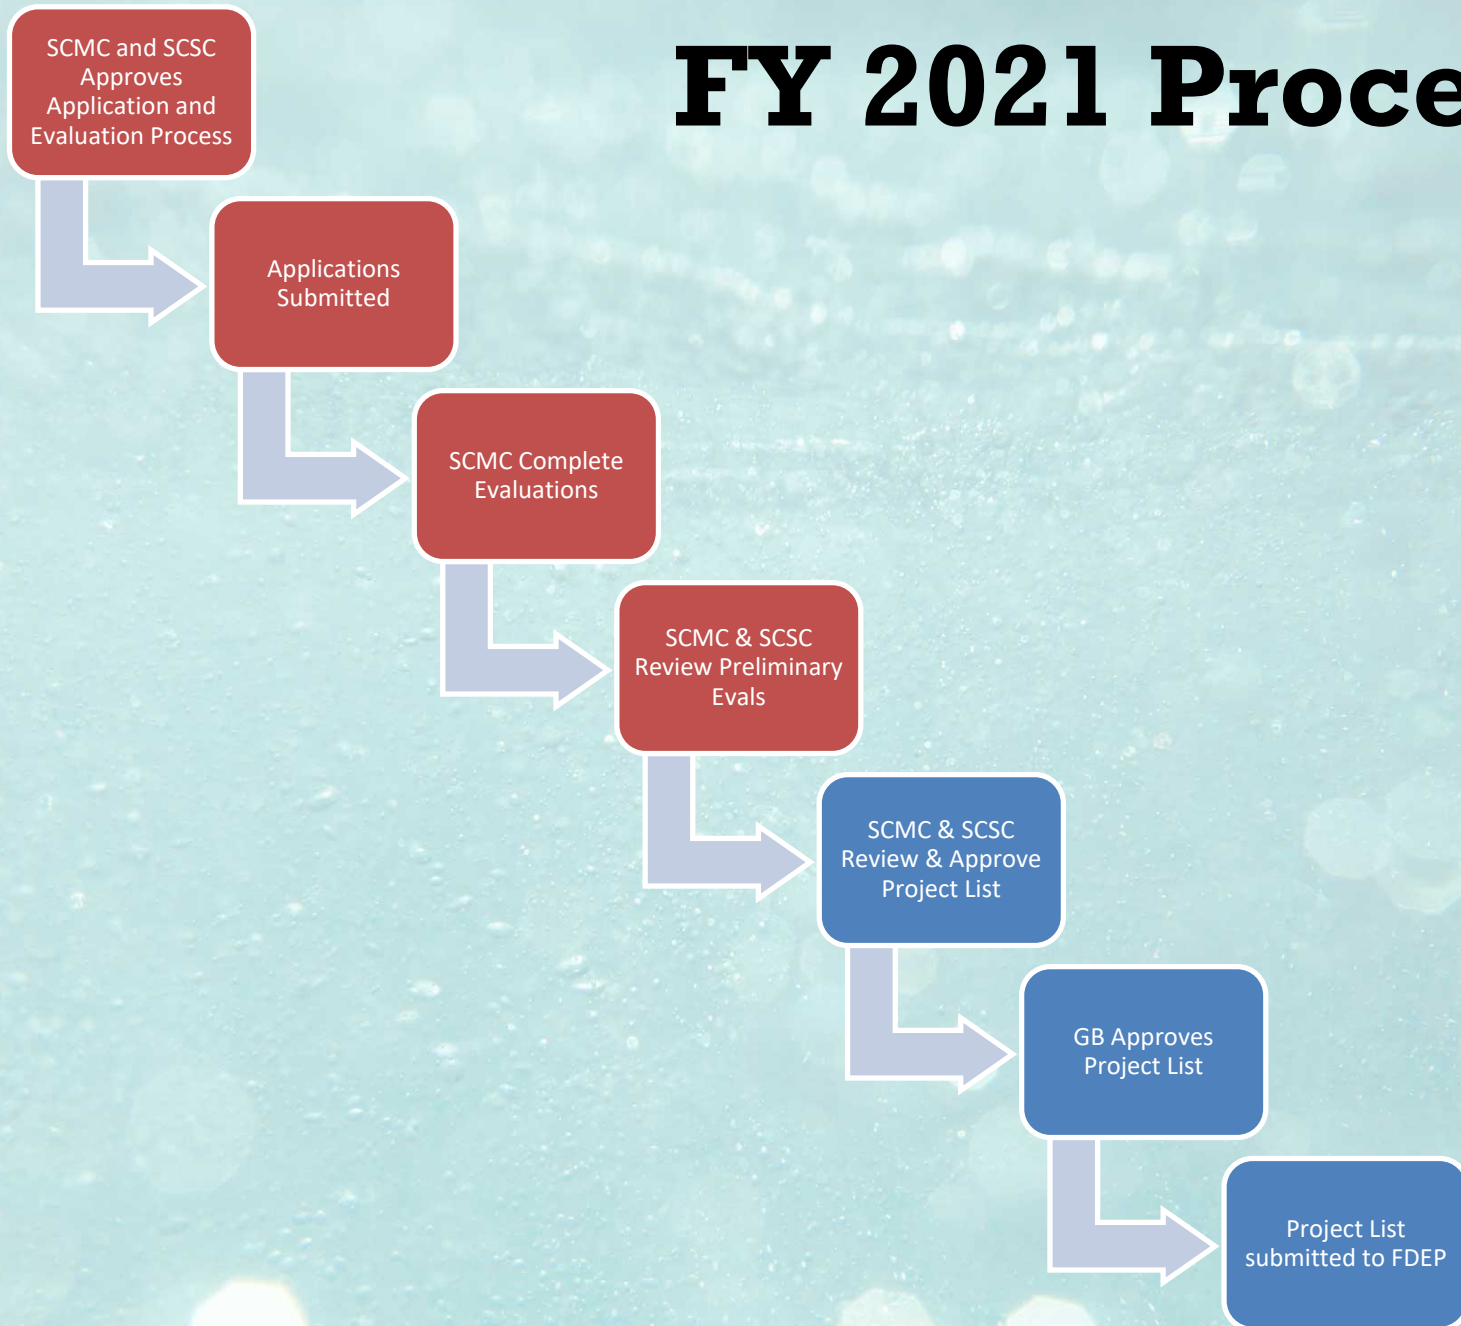 FY 2021 Proce
SCMC and SCSC
Approves
Application and
Evaluation Process
Applications
Submitted
SCMC Complete
Evaluations
SCMC & SCSC
Review Preliminary
Evals
SCMC & SCSC
Review & Approve
Project List
GB Approves
Project List
Project List
submitted to FDEP